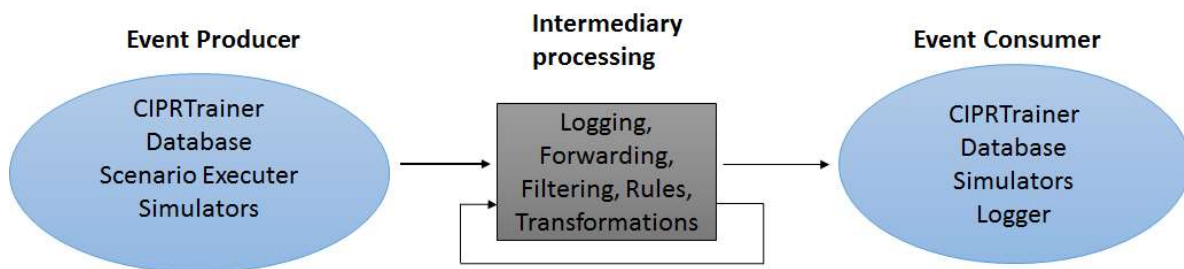 Event Producer
CIPRTrainer
Database
Scenario Executer
Simulators
Intermediary
processing
Logging,
Forwarding,
Filtering, Rules,
Transformations
Event Consumer
CIPRTrainer
Database
Simulators
Logger